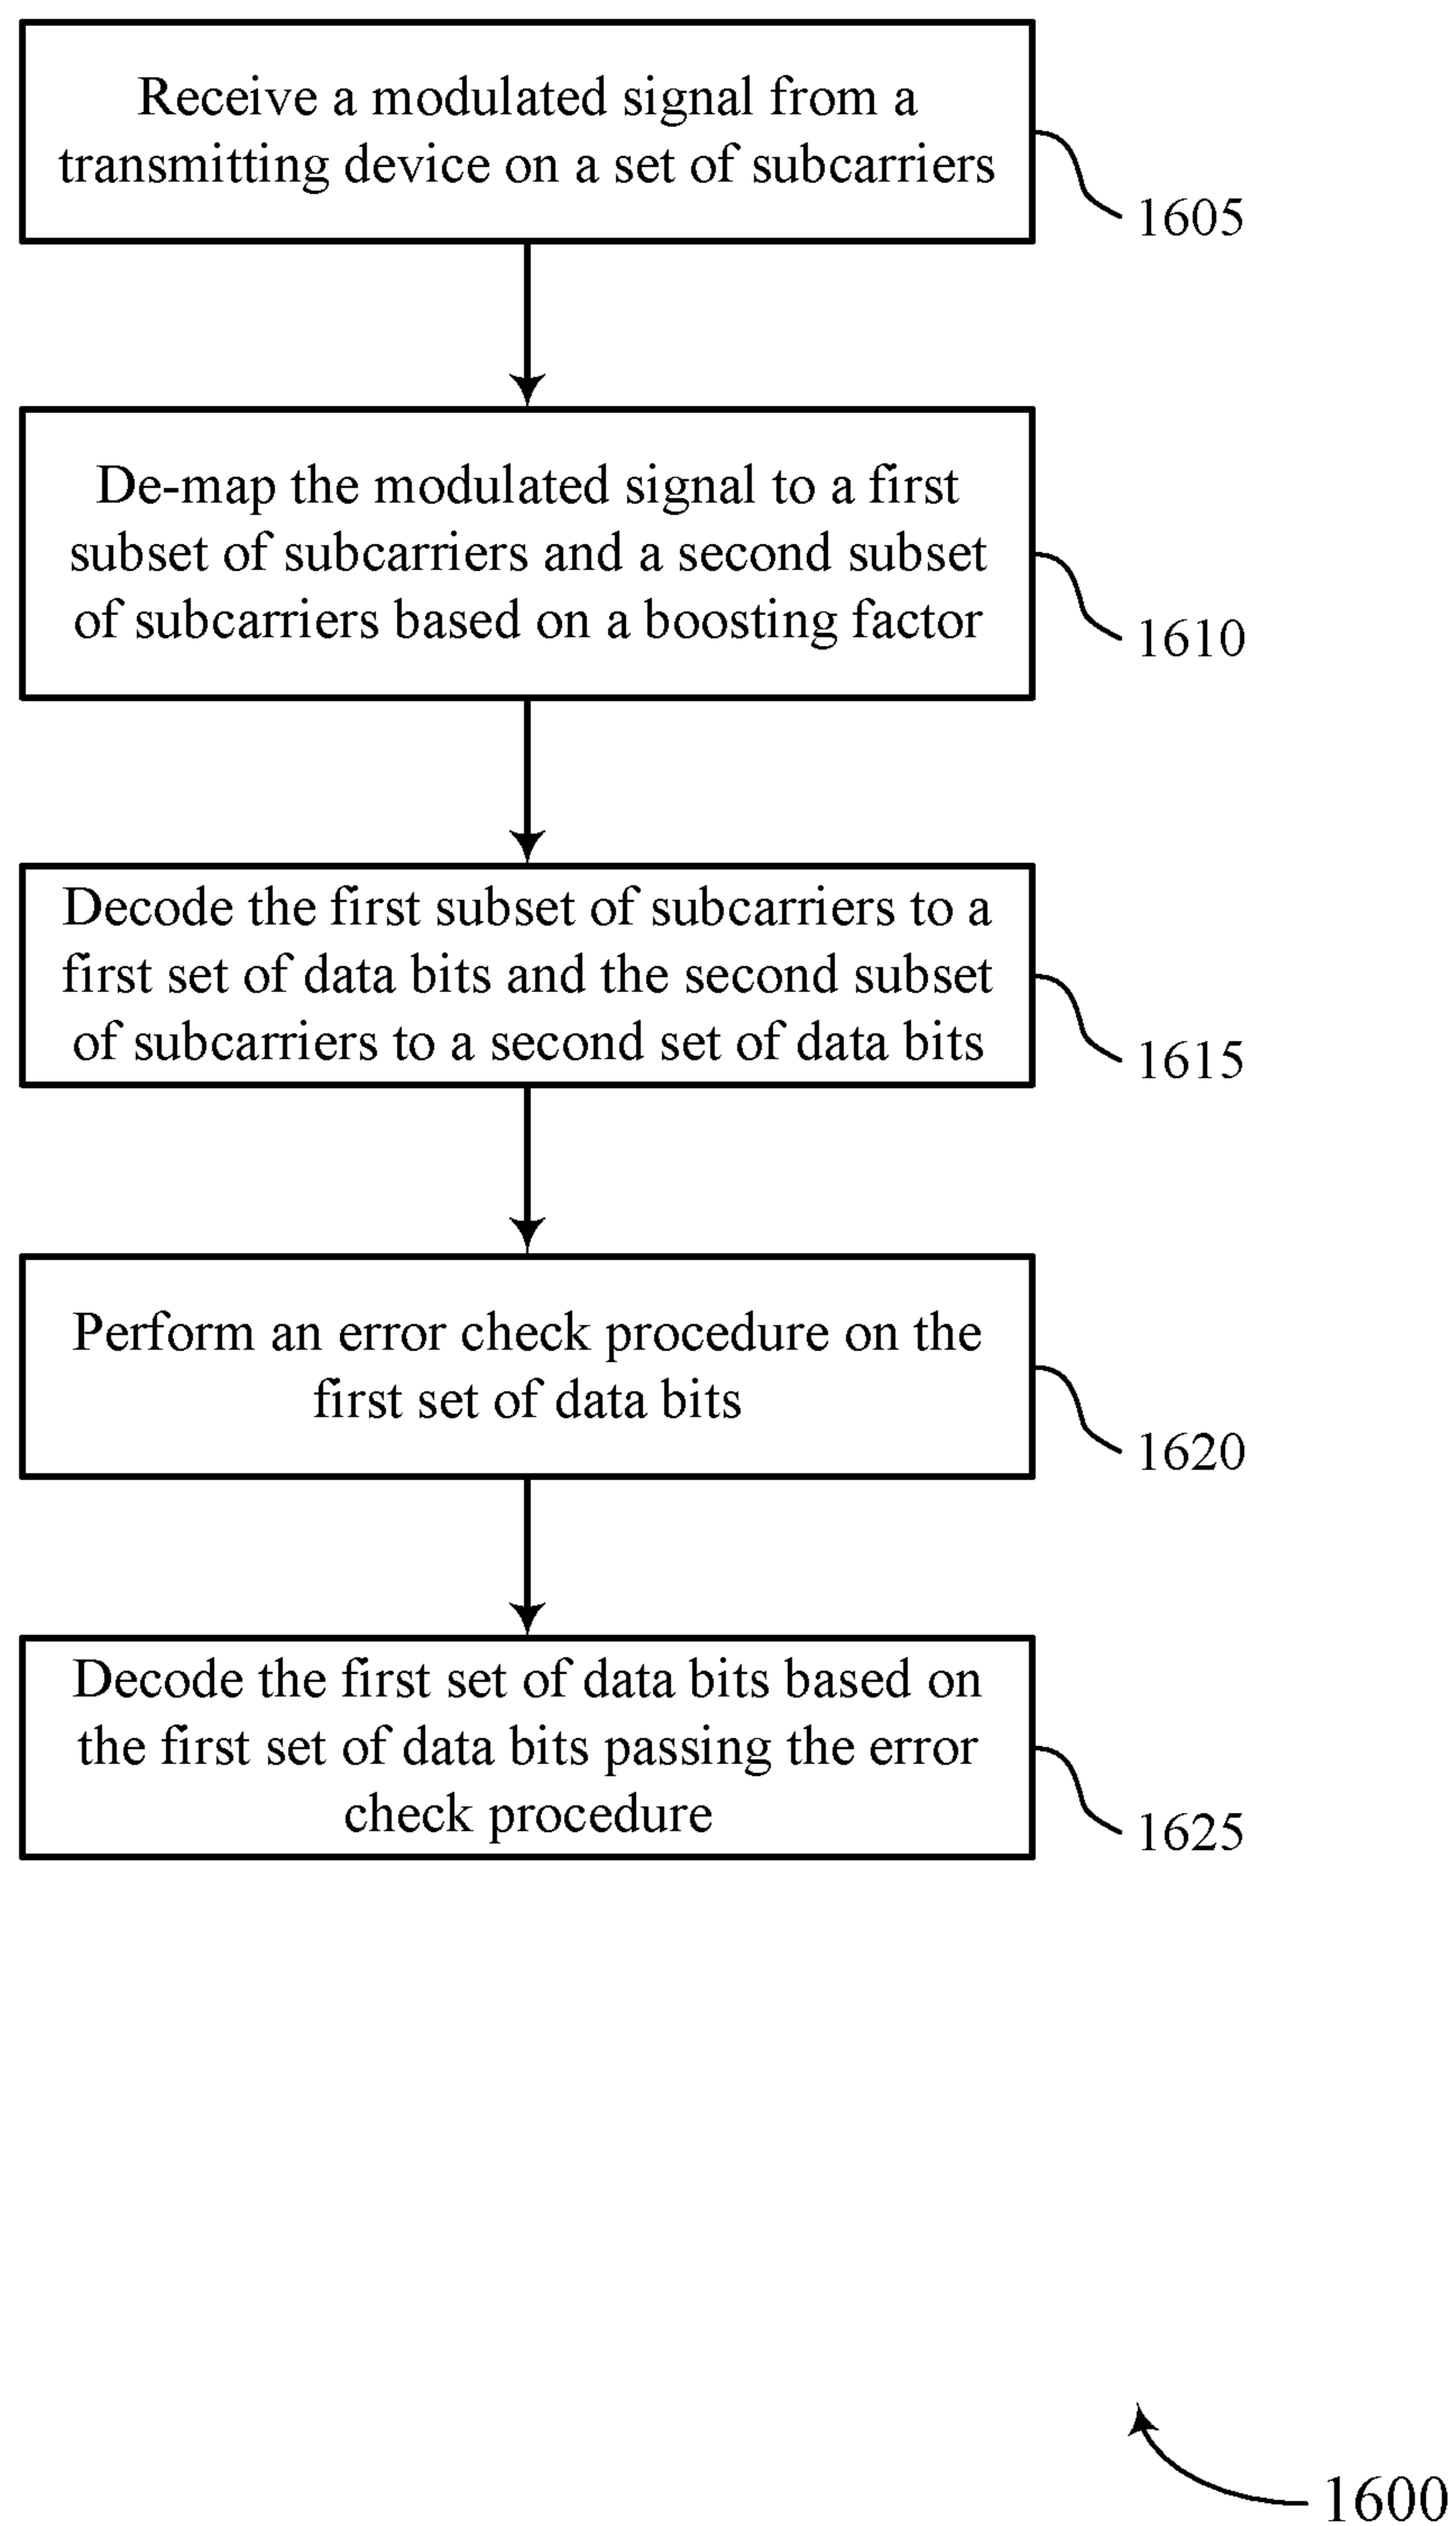 Receive a modulated signal from a
transmitting device on a set of subcarriers
1605
De-map the modulated signal to a first
subset of subcarriers and a second subset
of subcarriers based on a boosting factor
1610
Decode the first subset of subcarriers to a
first set of data bits and the second subset
of subcarriers to a second set of data bits
1615
Perform an error check procedure on the
first set of data bits
1620
Decode the first set of data bits based on
the first set of data bits passing the error
check procedure
1625
1600